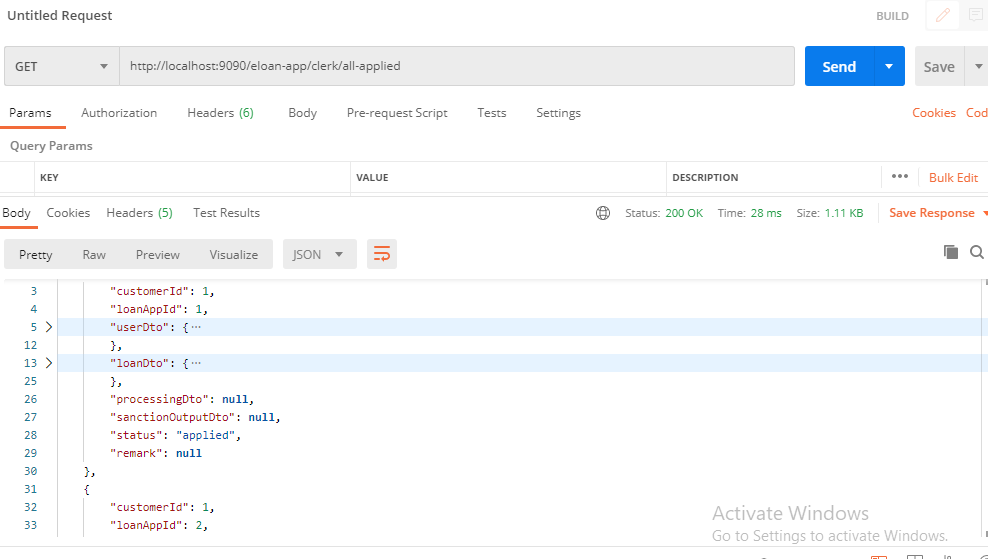 Untitled Request
BUILD
GET
http://localhost:9090/eloan-app/clerk/all-applied
Send
Save
Params Authorization Headers (6) Body Pre-request Script Tests Settings Cookies Cod
Query Params
KEY VALUE DESCRIPTION ••• Bulk Edit
Body Cookies Headers (5) Test Results Status: 200 OK Time: 28 ms Size: 1.11 KB Save Response
Pretty Raw Preview Visualize JSON
3 "customerId": 1,
4 "loanAppId": 1,
5 "userDto": {···
12 },
13 "loanDto": {···
25 },
26 "processingDto": null,
27 "sanctionOutputDto": null,
28 "status": "applied",
29 "remark": null
30 },
31 {
32 "customerId": 1,
33 "loanAppId": 2,
Activate Windows
Go to Settings to activate Windows.